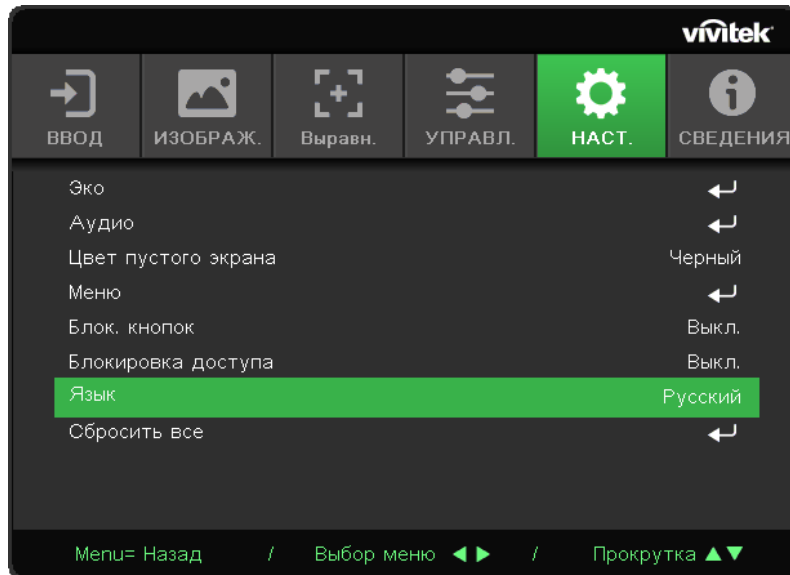 vivitek
ВВОД ИЗОБРАЖ. Выравн. УПРАВЛ. НАСТ. СВЕДЕНИЯ
Эко
Аудио
Цвет пустого экрана Черный
Меню
Блок. кнопок Выкл.
Блокировка доступа Выкл.
Язык Русский
Сбросить все
Menu= Назад / Выбор меню ◀▶ / Прокрутка ▲▼